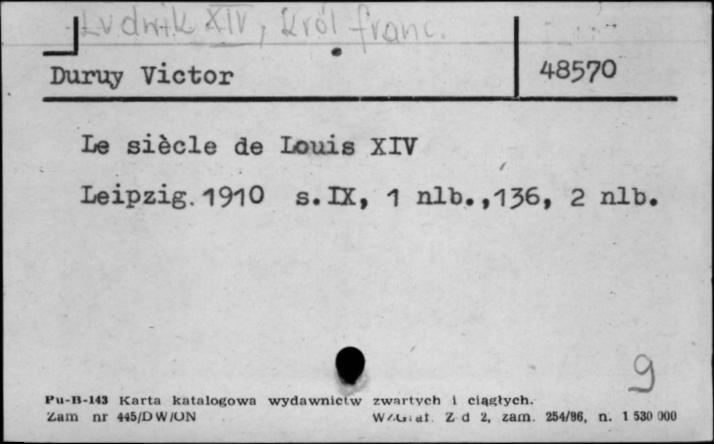 Ludwik XIV, Król franc.
Duruy Victor
48570
Le siècle de Louis XIV
Leipzig.1910 s.IX, 1 nlb.,136, 2 nlb.
9
Pu-B-143 Karta katalogowa wydawnictw zwartych i ciągłych.
Zam nr 445/DW/UN Z d 2, zam. 254/86, n. 1 530 000